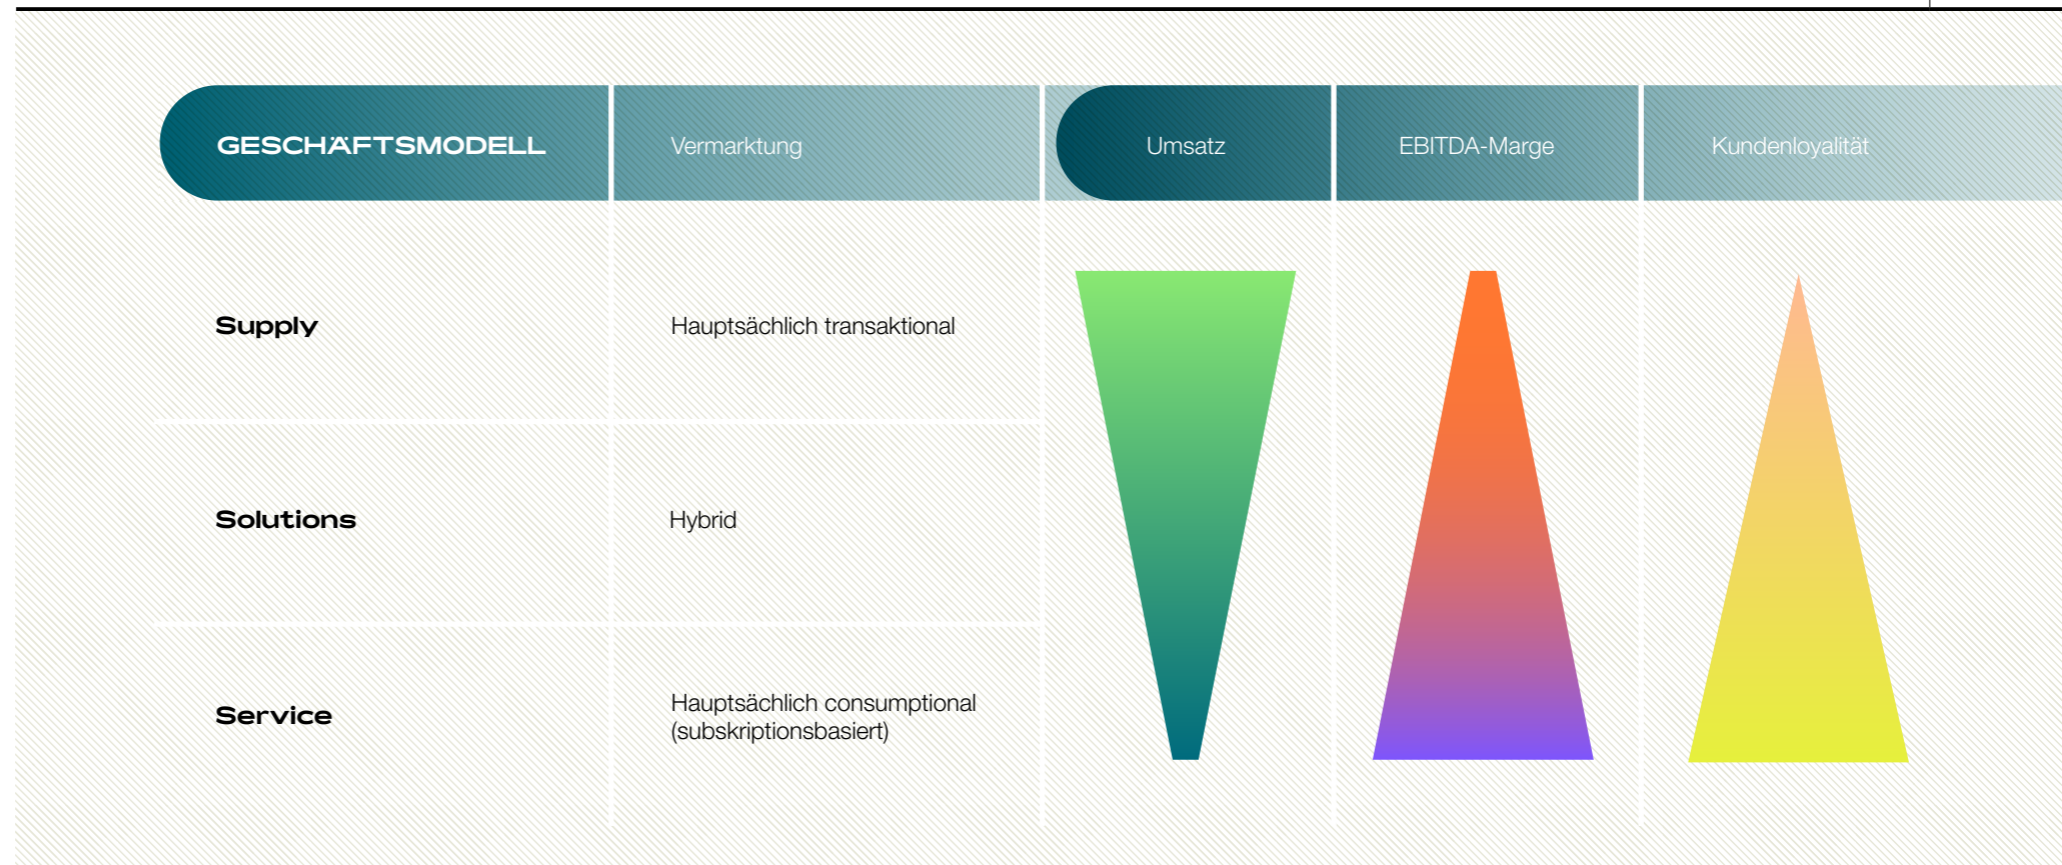 GESCHÄFTSMODELL Vermarktung Umsatz EBITDA-Marge Kundenloyalität
Supply Hauptsächlich transaktional
Solutions Hybrid
Service Hauptsächlich consumptional
(subskriptionsbasiert)